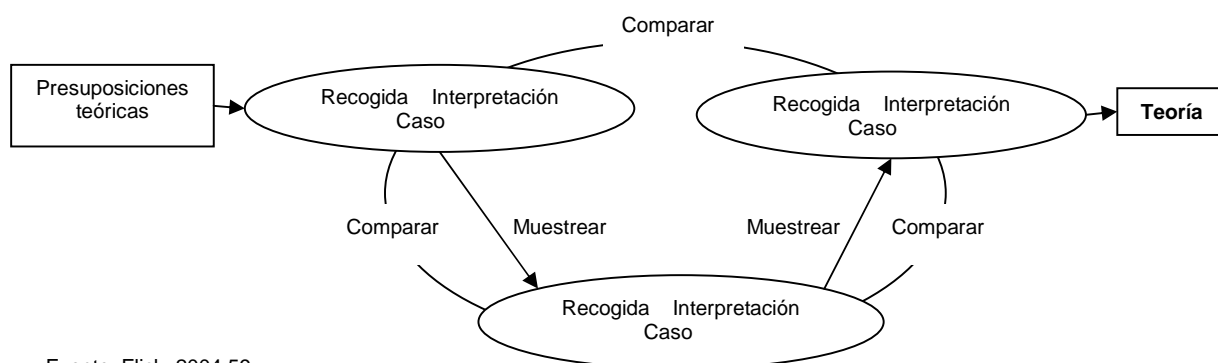 Comparar
Presuposiciones
teóricas
Recogida Interpretación
Caso
Recogida Interpretación
Caso
Teoría
Comparar
Muestrear
Muestrear
Comparar
Recogida Interpretación
Caso